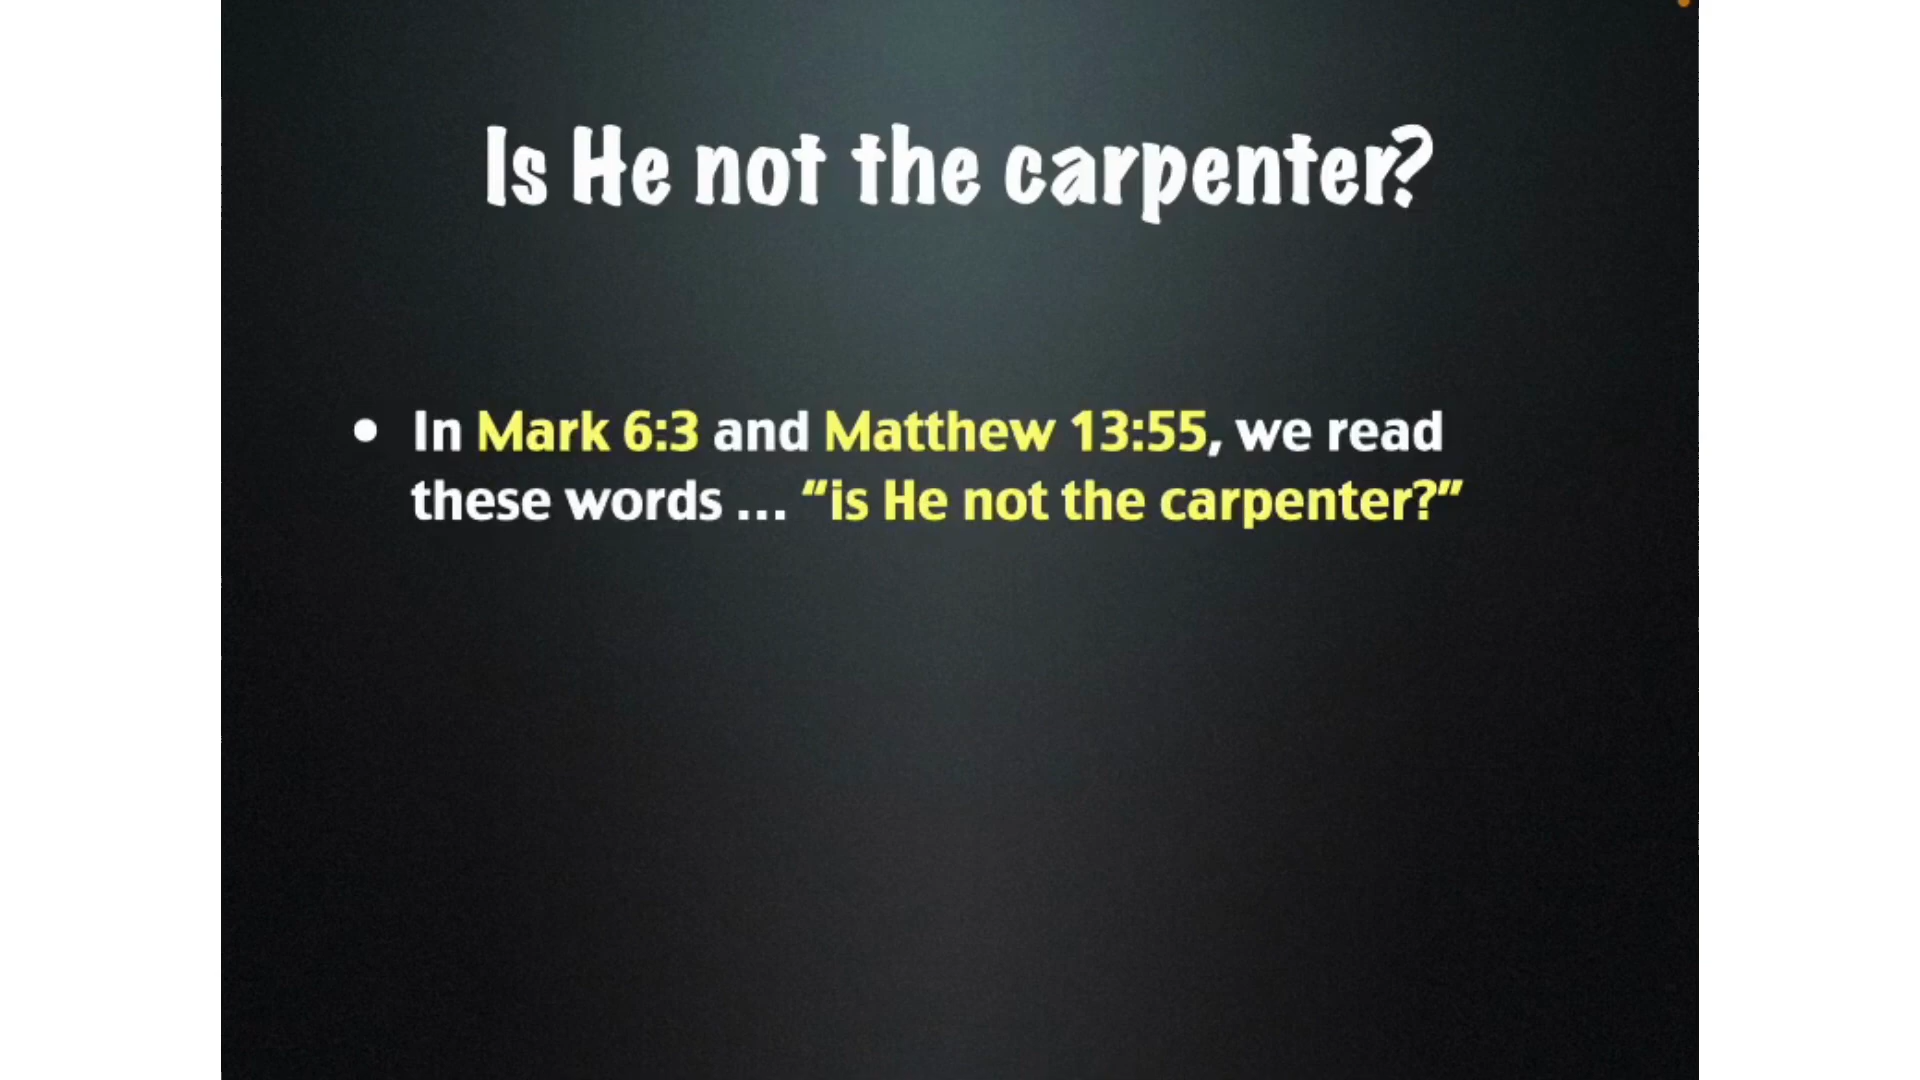 Is He not the carpenter?
• In Mark 6:3 and Matthew 13:55, we read
these words ... “is He not the carpenter?”